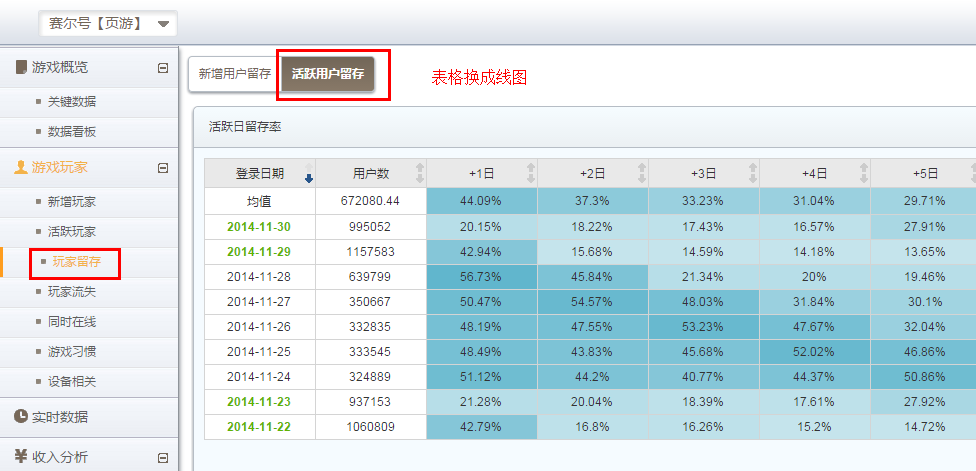 赛尔号【页游】
游戏概览
关键数据
数据看板
游戏玩家
新增玩家
活跃玩家
玩家留存
玩家流失
同时在线
游戏习惯
设备相关
实时数据
收入分析
新增用户留存 活跃用户留存 表格换成线图
活跃日留存率
登录日期 用户数 +1日 +2日 +3日 +4日 +5日
均值 672080.44 44.09% 37.3% 33.23% 31.04% 29.71%
2014-11-30 995052 20.15% 18.22% 17.43% 16.57% 27.91%
2014-11-29 1157583 42.94% 15.68% 14.59% 14.18% 13.65%
2014-11-28 639799 56.73% 45.84% 21.34% 20% 19.46%
2014-11-27 350667 50.47% 54.57% 48.03% 31.84% 30.1%
2014-11-26 332835 48.19% 47.55% 53.23% 47.67% 32.04%
2014-11-25 333545 48.49% 43.83% 45.68% 52.02% 46.86%
2014-11-24 324889 51.12% 44.2% 40.77% 44.37% 50.86%
2014-11-23 937153 21.28% 20.04% 18.39% 17.61% 27.92%
2014-11-22 1060809 42.79% 16.8% 16.26% 15.2% 14.72%